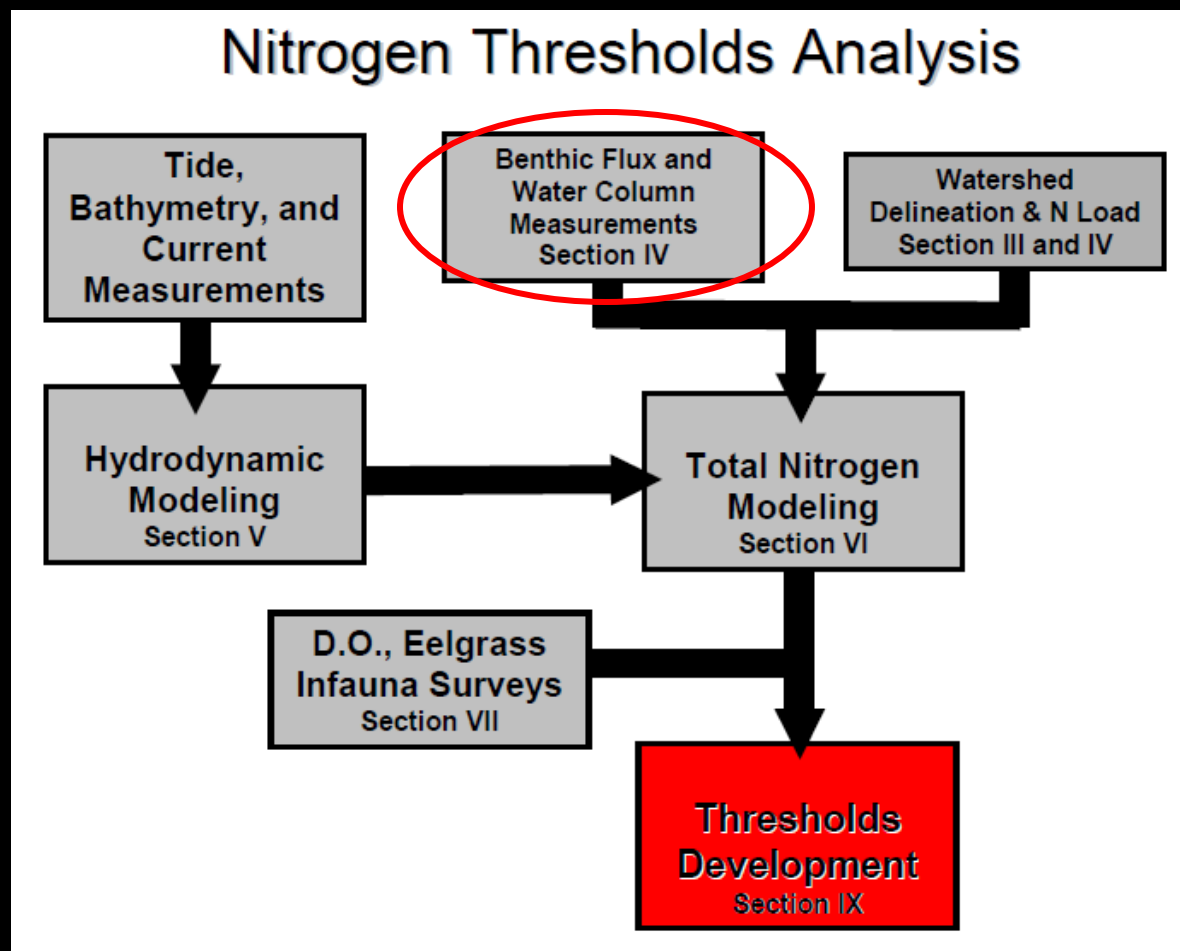 Nitrogen Thresholds Analysis
Tide,
Bathymetry, and
Current
Measurements
Benthic Flux and
Water Column
Measurements
Section IV
Watershed
Delineation & N Load
Section III and IV
Hydrodynamic
Modeling
Section V
Total Nitrogen
Modeling
Section VI
D.O., Eelgrass
Infauna Surveys
Section VII
Thresholds
Development
Section IX